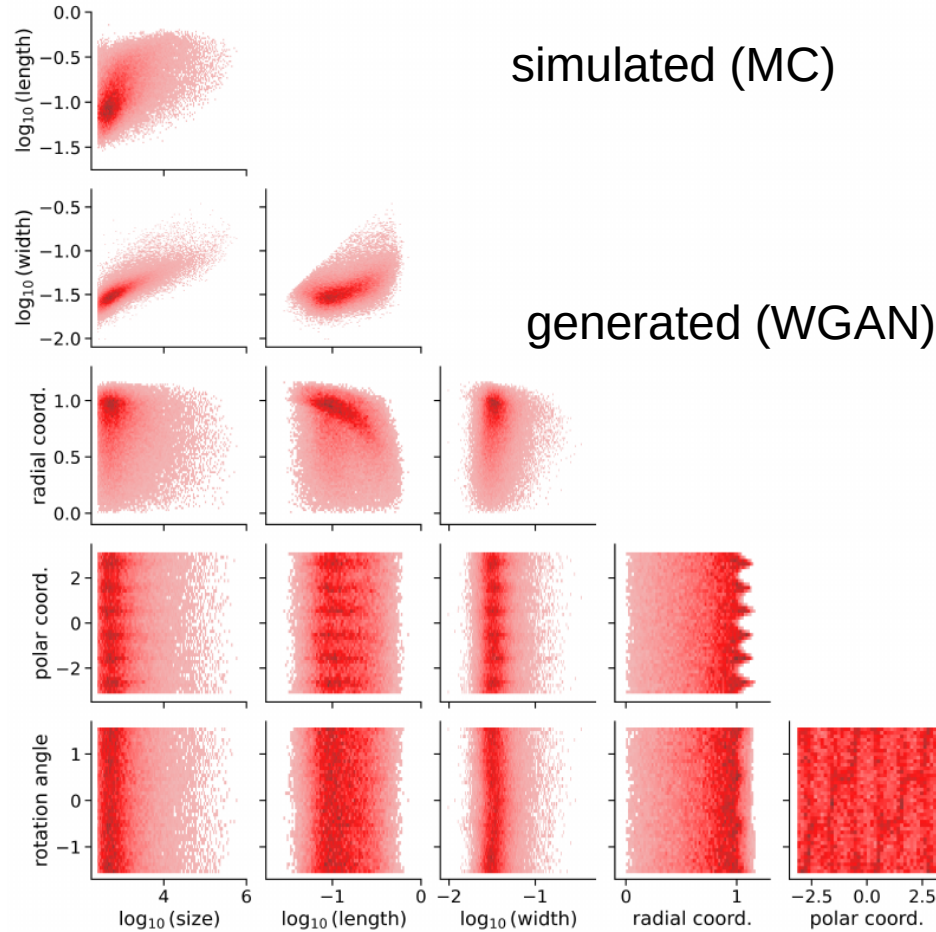 0.0
simulated (MC)
log₁₀(length)
−0.5
−1.0
−1.5
log₁₀(width)
−0.5
−1.0
−1.5
−2.0
generated (WGAN)
radial coord.
1.0
0.5
0.0
polar coord.
2
0
−2
rotation angle
1
0
−1
4 6 −1 0 −2 −1 0 1 −2.5 0.0 2.5
log₁₀(size) log₁₀(length) log₁₀(width) radial coord. polar coord.